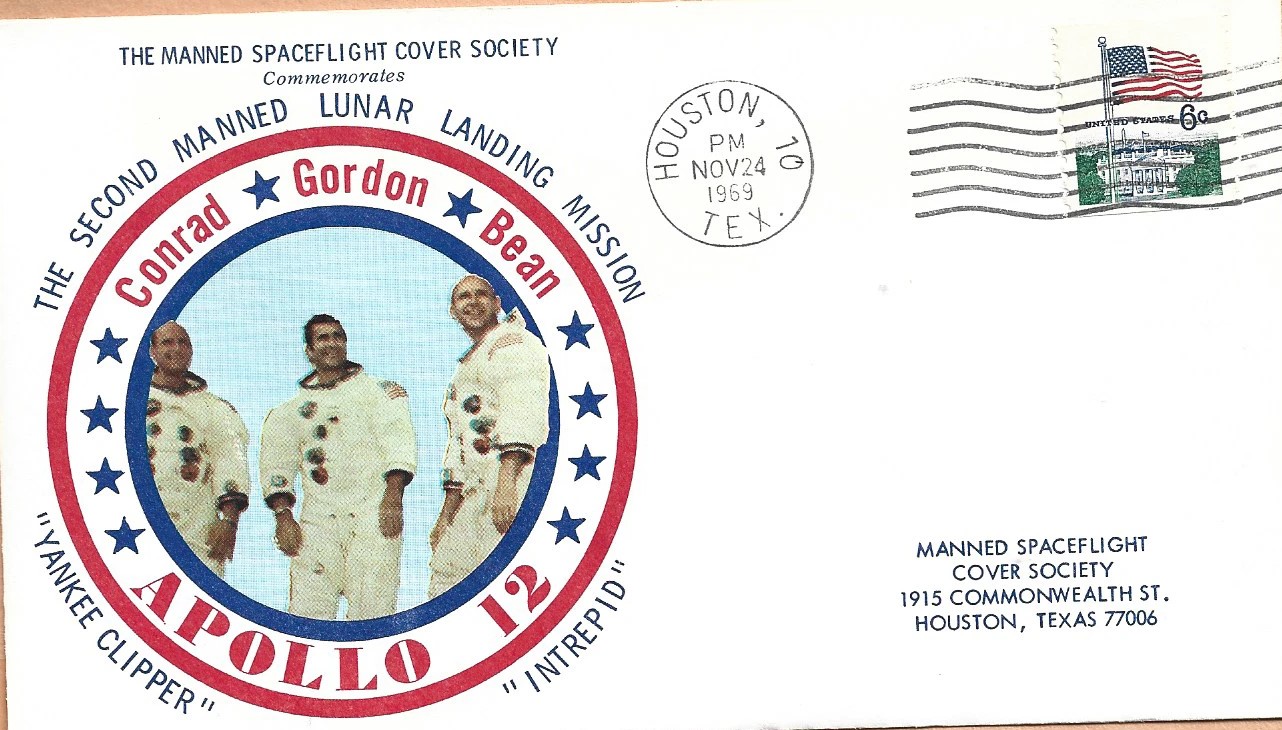 THE MANNED SPACEFLIGHT COVER SOCIETY
Commemorates
THE SECOND MANNED LUNAR LANDING MISSION
Conrad ★ Gordon ★ Bean
APOLLO 12
"YANKEE CLIPPER"
"INTREPID"
HOUSTON, 10
PM
NOV 24
1969
TEX.
UNITED STATES 6c
MANNED SPACEFLIGHT
COVER SOCIETY
1915 COMMONWEALTH ST.
HOUSTON, TEXAS 77006